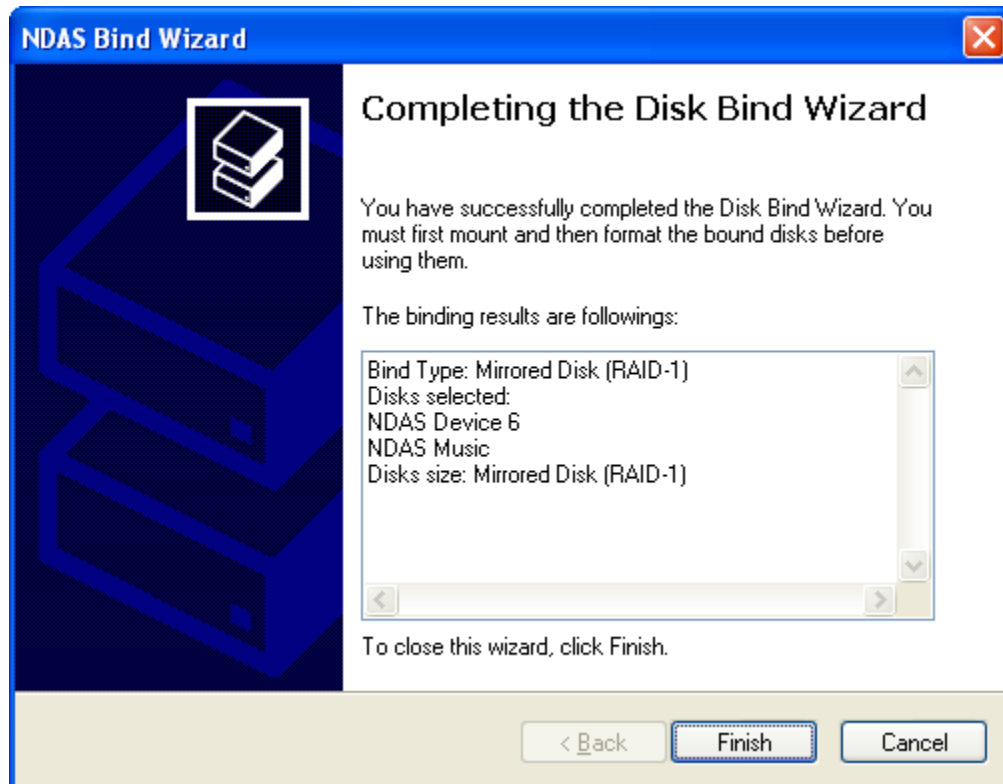 NDAS Bind Wizard
Completing the Disk Bind Wizard
You have successfully completed the Disk Bind Wizard. You
must first mount and then format the bound disks before
using them.
The binding results are followings:
Bind Type: Mirrored Disk (RAID-1)
Disks selected:
NDAS Device 6
NDAS Music
Disks size: Mirrored Disk (RAID-1)
To close this wizard, click Finish.
< Back Finish Cancel